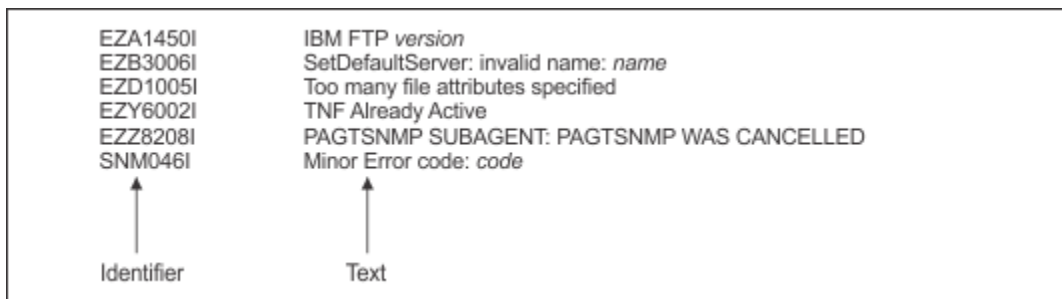 EZA1450I IBM FTP version
EZB3006I SetDefaultServer: invalid name: name
EZD1005I Too many file attributes specified
EZY6002I TNF Already Active
EZZ8208I PAGTSNMP SUBAGENT: PAGTSNMP WAS CANCELLED
SNM046I Minor Error code: code
Identifier Text